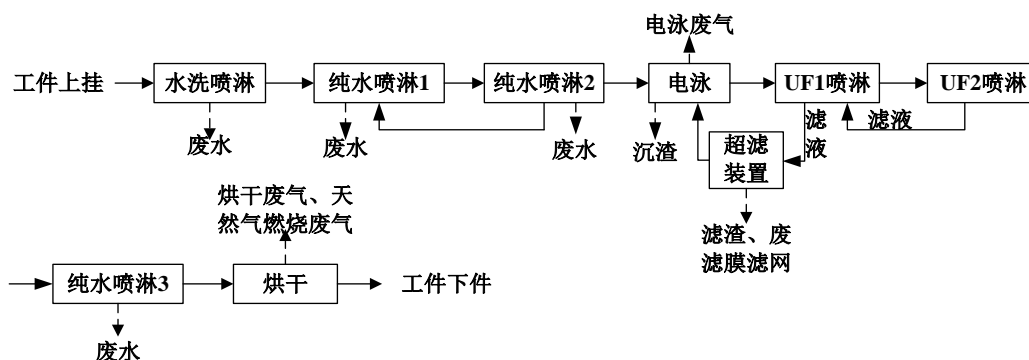 电泳废气
工件上挂
水洗喷淋
纯水喷淋1
纯水喷淋2
电泳
UF1喷淋
UF2喷淋
废水
废水
废水
沉渣
滤
液
滤液
超滤
装置
滤渣、废
滤膜滤网
烘干废气、天
然气燃烧废气
纯水喷淋3
烘干
工件下件
废水